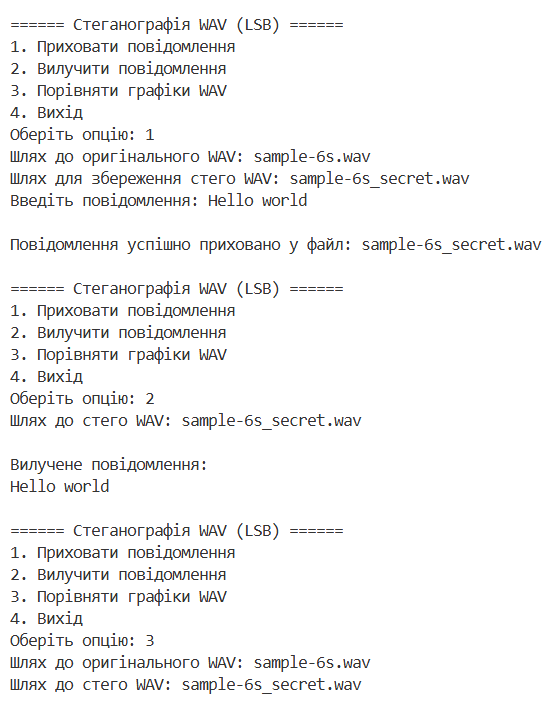 ====== Стеганографія WAV (LSB) ======
1. Приховати повідомлення
2. Вилучити повідомлення
3. Порівняти графіки WAV
4. Вихід
Оберіть опцію: 1
Шлях до оригінального WAV: sample-6s.wav
Шлях для збереження стего WAV: sample-6s_secret.wav
Введіть повідомлення: Hello world
Повідомлення успішно приховано у файл: sample-6s_secret.wav
====== Стеганографія WAV (LSB) ======
1. Приховати повідомлення
2. Вилучити повідомлення
3. Порівняти графіки WAV
4. Вихід
Оберіть опцію: 2
Шлях до стего WAV: sample-6s_secret.wav
Вилучене повідомлення:
Hello world
====== Стеганографія WAV (LSB) ======
1. Приховати повідомлення
2. Вилучити повідомлення
3. Порівняти графіки WAV
4. Вихід
Оберіть опцію: 3
Шлях до оригінального WAV: sample-6s.wav
Шлях до стего WAV: sample-6s_secret.wav